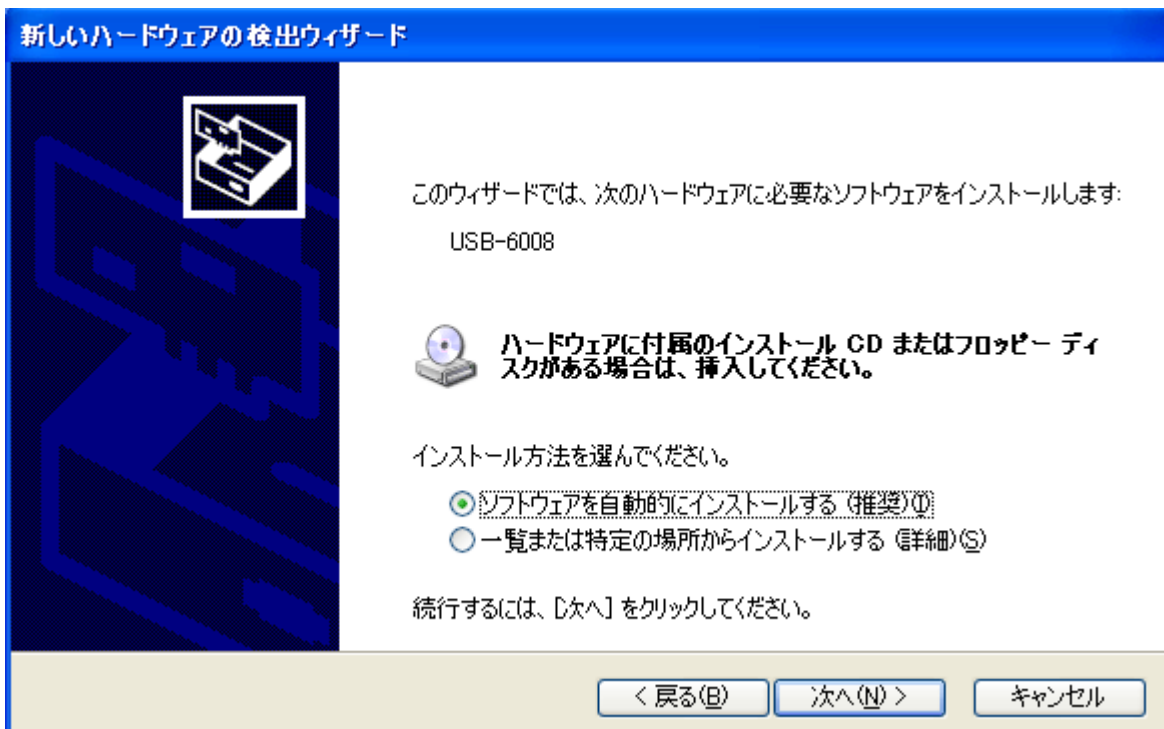 新しいハードウェアの検出ウィザード
このウィザードでは、次のハードウェアに必要なソフトウェアをインストールします:
USB-6008
ハードウェアに付属のインストール CD またはフロッピー ディ
スクがある場合は、挿入してください。
インストール方法を選んでください。
ソフトウェアを自動的にインストールする (推奨)(I)
一覧または特定の場所からインストールする (詳細)(S)
続行するには、[次へ] をクリックしてください。
< 戻る(B)
次へ(N) >
キャンセル